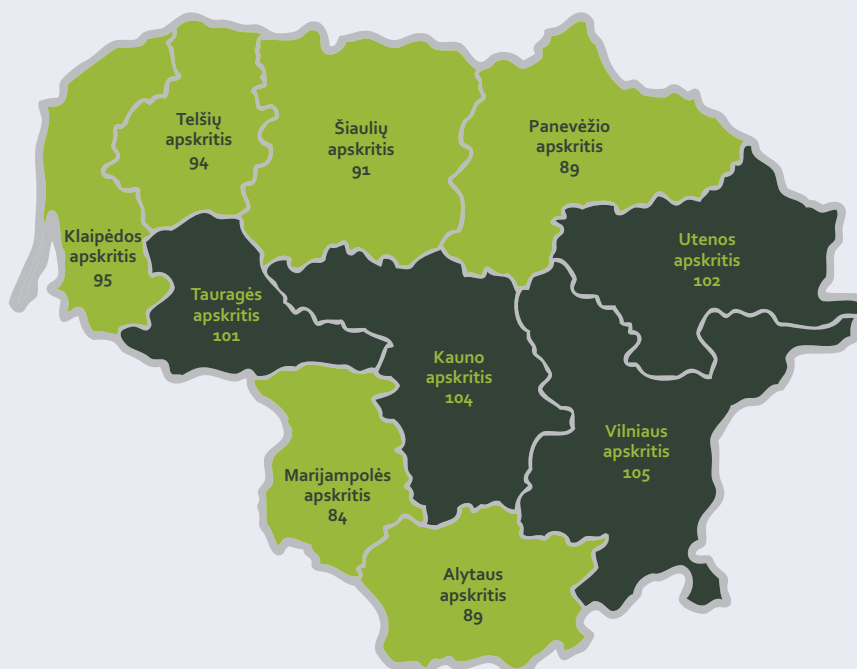 Telšių
apskritis
94
Šiaulių
apskritis
91
Panevėžio
apskritis
89
Klaipėdos
apskritis
95
Tauragės
apskritis
101
Utenos
apskritis
102
Kauno
apskritis
104
Vilniaus
apskritis
105
Marijampolės
apskritis
84
Alytaus
apskritis
89